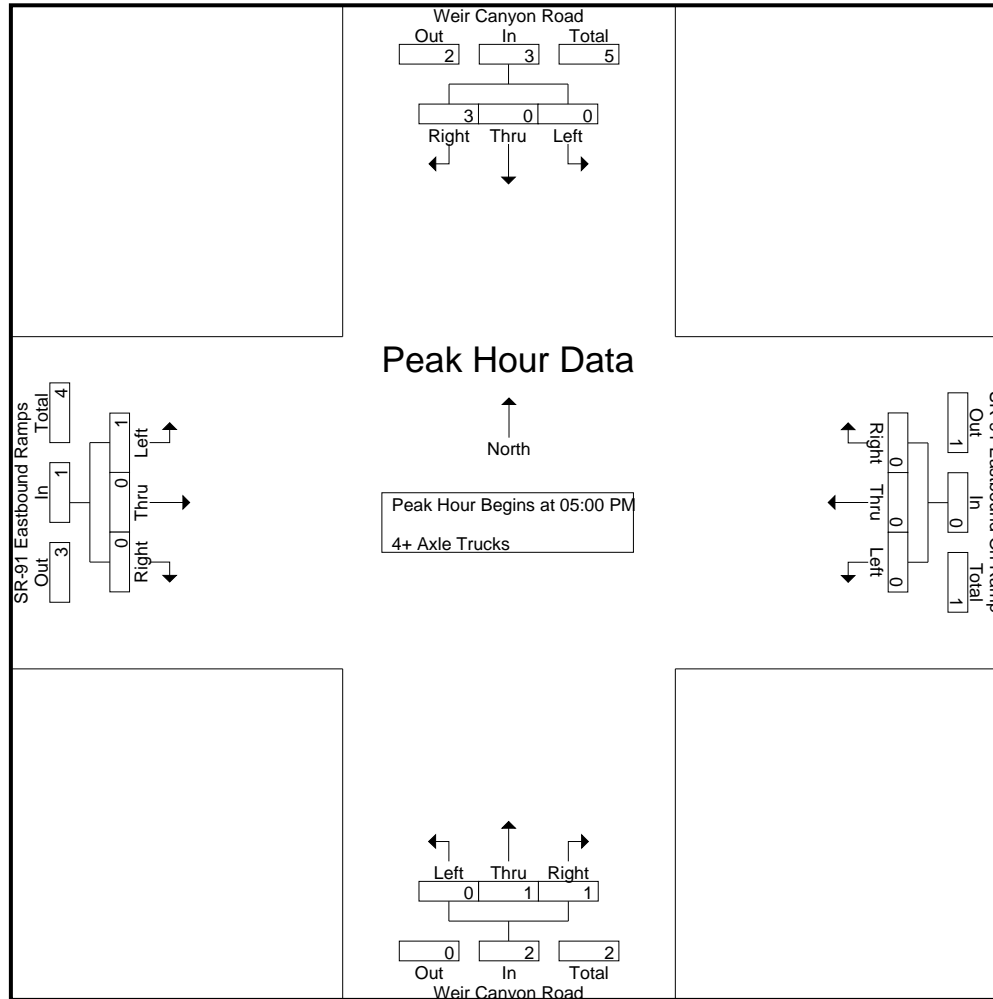 Weir Canyon Road
Out In Total
2 3 5
3 0 0
Right Thru Left
Peak Hour Data
North
Peak Hour Begins at 05:00 PM
4+ Axle Trucks
SR-91 Eastbound Ramps
Total In Out
4 1 3
1 0 0
Left Thru Right
Right Thru Left
0 0 0
Out In Total
1 0 1
Left Thru Right
0 1 1
0 2 2
Out In Total
Weir Canyon Road